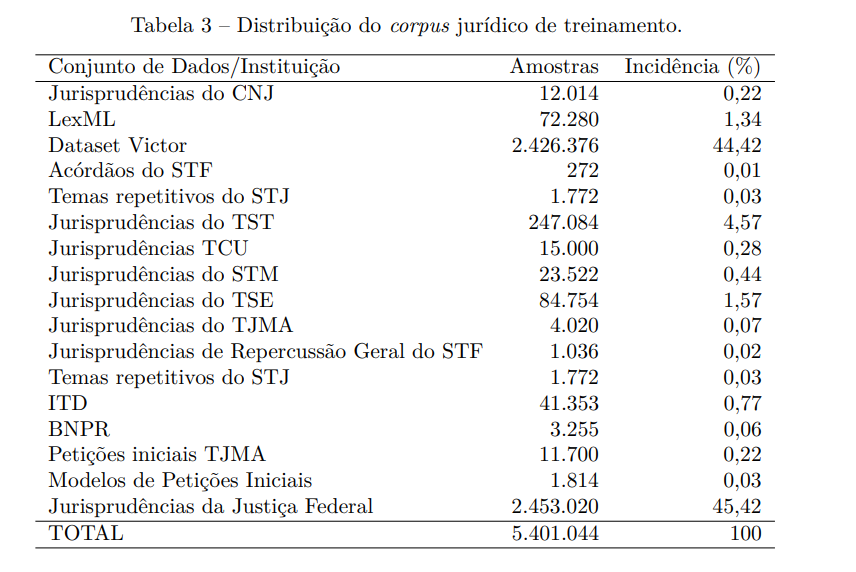 Tabela 3 – Distribuição do corpus jurídico de treinamento.
Conjunto de Dados/Instituição Amostras Incidência (%)
Jurisprudências do CNJ 12.014 0,22
LexML 72.280 1,34
Dataset Victor 2.426.376 44,42
Acórdãos do STF 272 0,01
Temas repetitivos do STJ 1.772 0,03
Jurisprudências do TST 247.084 4,57
Jurisprudências TCU 15.000 0,28
Jurisprudências do STM 23.522 0,44
Jurisprudências do TSE 84.754 1,57
Jurisprudências do TJMA 4.020 0,07
Jurisprudências de Repercussão Geral do STF 1.036 0,02
Temas repetitivos do STJ 1.772 0,03
ITD 41.353 0,77
BNPR 3.255 0,06
Petições iniciais TJMA 11.700 0,22
Modelos de Petições Iniciais 1.814 0,03
Jurisprudências da Justiça Federal 2.453.020 45,42
TOTAL 5.401.044 100